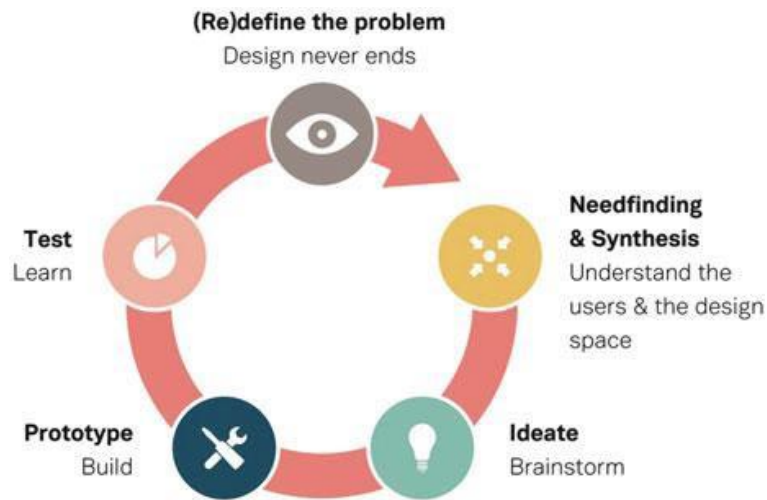 (Re)define the problem
Design never ends
Needfinding
& Synthesis
Understand the
users & the design
space
Ideate
Brainstorm
Prototype
Build
Test
Learn